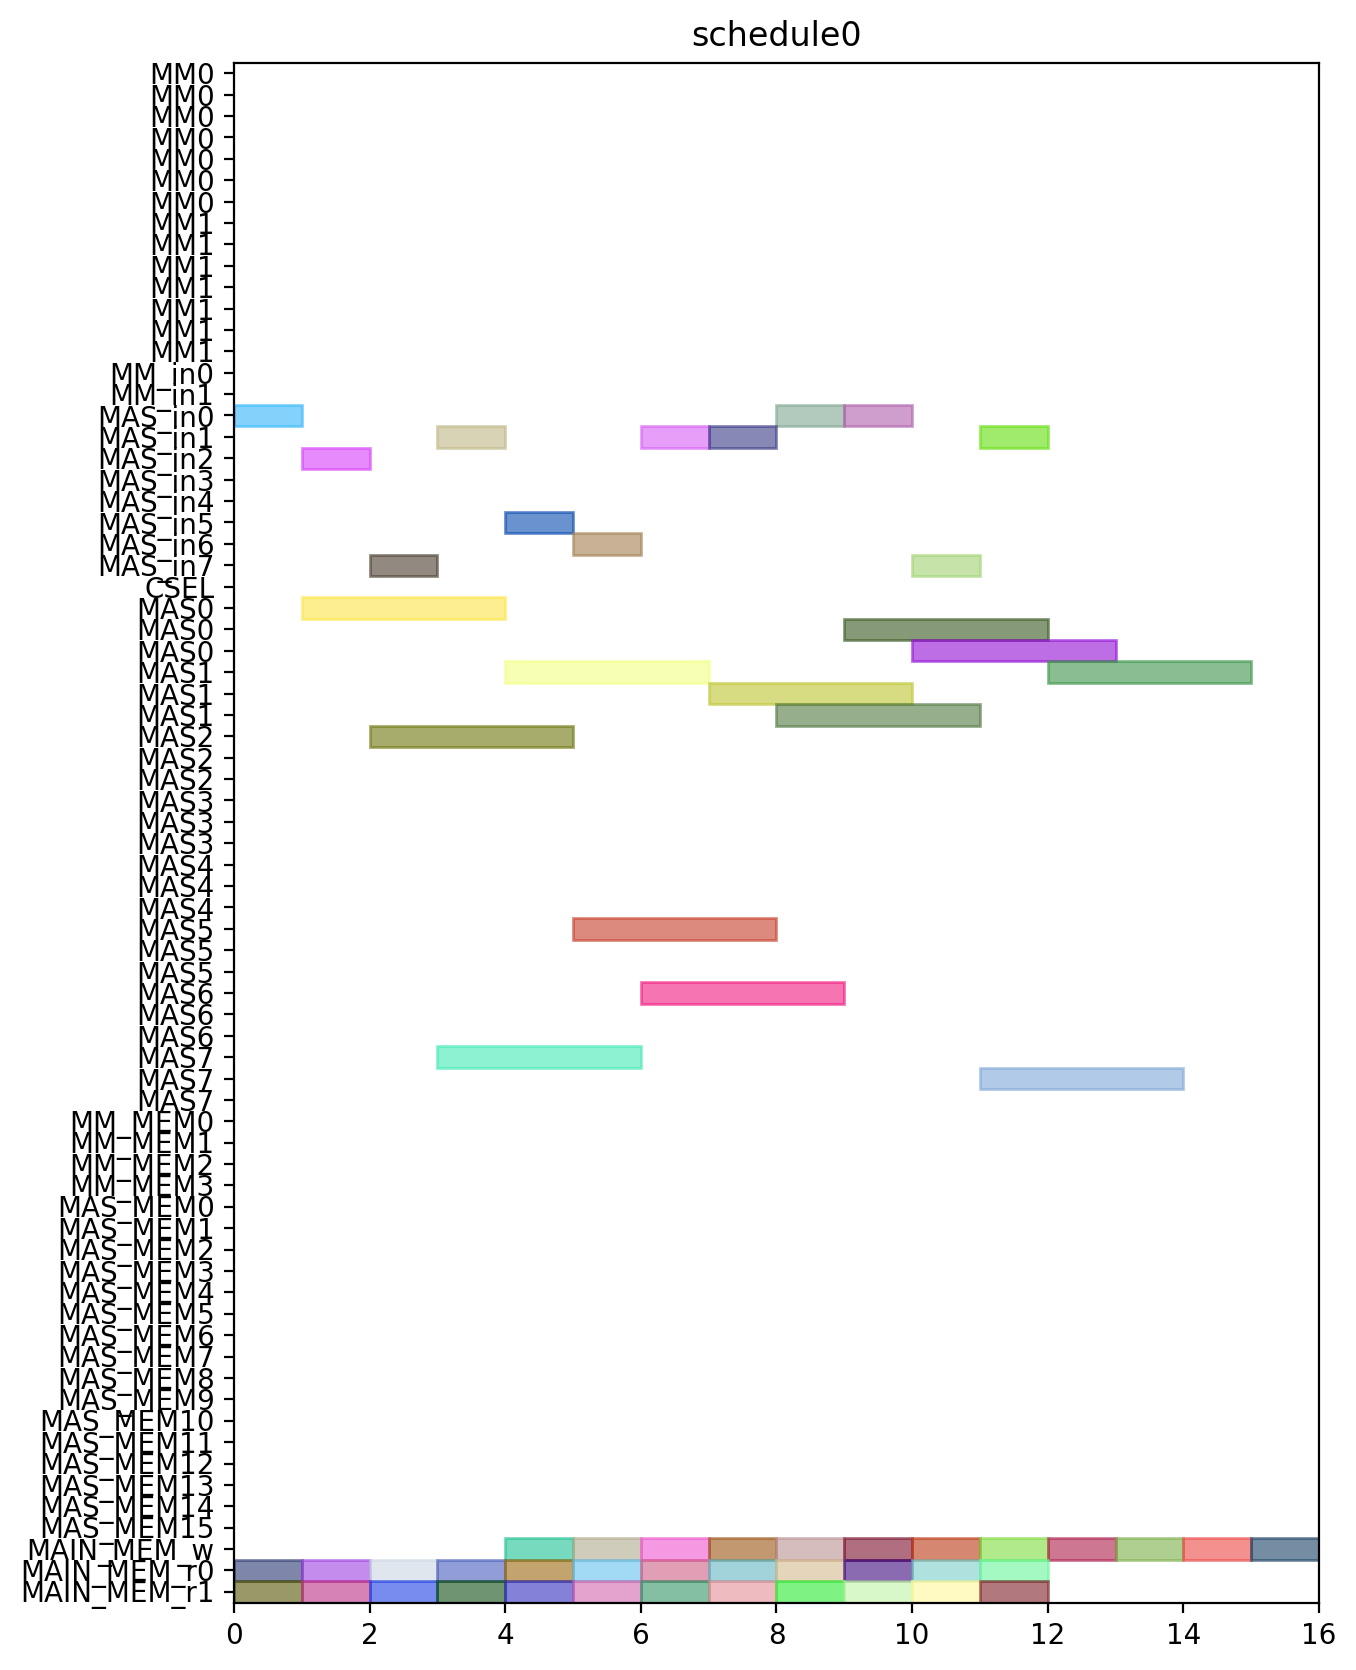 schedule0
MM0
MM0
MM0
MM0
MM0
MM0
MM0
MM1
MM1
MM1
MM1
MM1
MM1
MM1
MM_in0
MM_in1
MAS_in0
MAS_in1
MAS_in2
MAS_in3
MAS_in4
MAS_in5
MAS_in6
MAS_in7
CSEL
MAS0
MAS0
MAS0
MAS1
MAS1
MAS1
MAS2
MAS2
MAS2
MAS3
MAS3
MAS3
MAS4
MAS4
MAS4
MAS5
MAS5
MAS5
MAS6
MAS6
MAS6
MAS7
MAS7
MAS7
MM_MEM0
MM_MEM1
MM_MEM2
MM_MEM3
MAS_MEM0
MAS_MEM1
MAS_MEM2
MAS_MEM3
MAS_MEM4
MAS_MEM5
MAS_MEM6
MAS_MEM7
MAS_MEM8
MAS_MEM9
MAS_MEM10
MAS_MEM11
MAS_MEM12
MAS_MEM13
MAS_MEM14
MAS_MEM15
MAIN_MEM_w
MAIN_MEM_r0
MAIN_MEM_r1
0 2 4 6 8 10 12 14 16